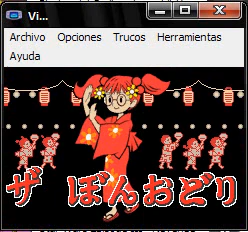 Vi...
Archivo Opciones Trucos Herramientas
Ayuda
ザ ぼんおどり